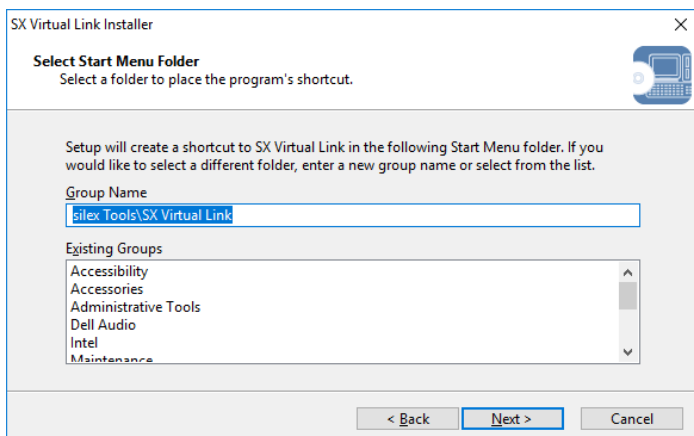 SX Virtual Link Installer
Select Start Menu Folder
Select a folder to place the program's shortcut.
Setup will create a shortcut to SX Virtual Link in the following Start Menu folder. If you
would like to select a different folder, enter a new group name or select from the list.
Group Name
silex Tools\SX Virtual Link
Existing Groups
Accessibility
Accessories
Administrative Tools
Dell Audio
Intel
Maintenance
< Back
Next >
Cancel